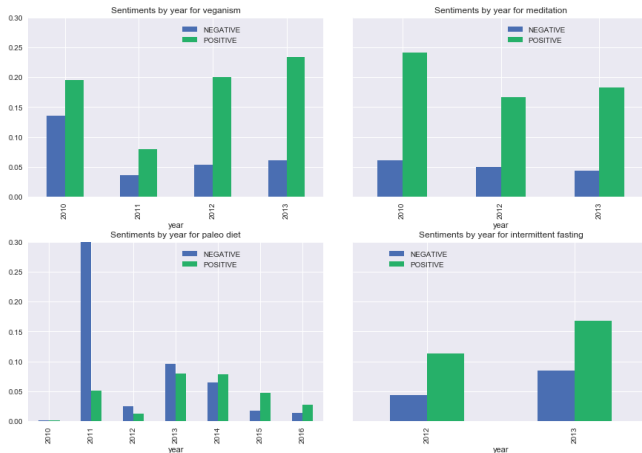 Sentiments by year for veganism
NEGATIVE
POSITIVE
0.30
0.25
0.20
0.15
0.10
0.05
0.00
2010
2011
2012
2013
year
Sentiments by year for meditation
NEGATIVE
POSITIVE
2010
2012
2013
year
Sentiments by year for paleo diet
NEGATIVE
POSITIVE
0.30
0.25
0.20
0.15
0.10
0.05
0.00
2010
2011
2012
2013
2014
2015
2016
year
Sentiments by year for intermittent fasting
NEGATIVE
POSITIVE
2012
2013
year